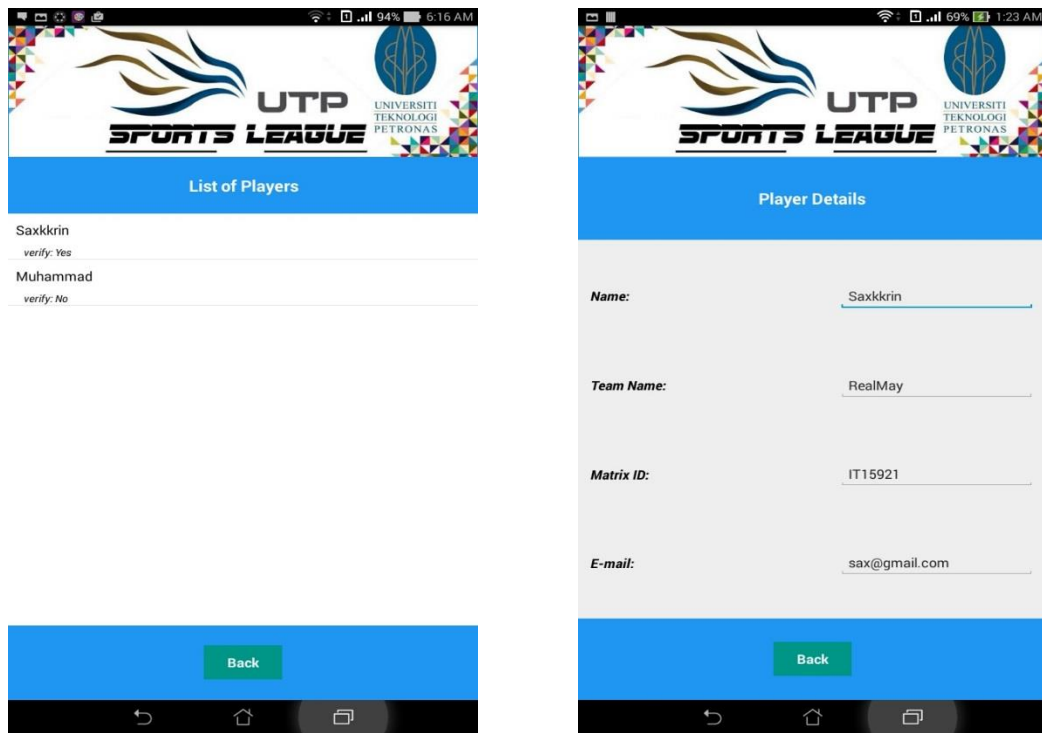 94% 6:16 AM
UTP
SPORTS LEAGUE
UNIVERSITI
TEKNOLOGI
PETRONAS
List of Players
Saxkkrin
verify: Yes
Muhammad
verify: No
Back
69% 1:23 AM
UTP
SPORTS LEAGUE
UNIVERSITI
TEKNOLOGI
PETRONAS
Player Details
Name: Saxkkrin
Team Name: RealMay
Matrix ID: IT15921
E-mail: sax@gmail.com
Back